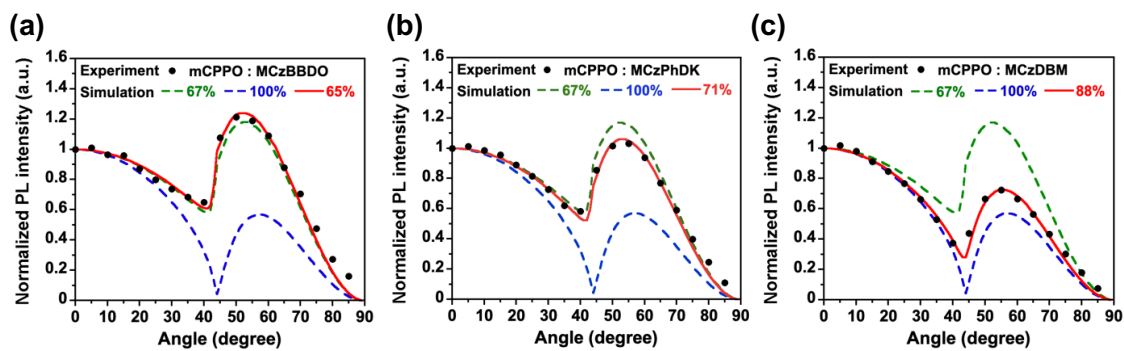 (a)
1.6
1.4
1.2
1
0.8
0.6
0.4
0.2
0
Normalized PL intensity (a.u.)
Experiment mCPPO : MCzBBDO
Simulation 67% 100% 65%
0 10 20 30 40 50 60 70 80 90
Angle (degree)
(b)
1.6
1.4
1.2
1
0.8
0.6
0.4
0.2
0
Normalized PL intensity (a.u.)
Experiment mCPPO : MCzPhDK
Simulation 67% 100% 71%
0 10 20 30 40 50 60 70 80 90
Angle (degree)
(c)
1.6
1.4
1.2
1
0.8
0.6
0.4
0.2
0
Normalized PL intensity (a.u.)
Experiment mCPPO : MCzDBM
Simulation 67% 100% 88%
0 10 20 30 40 50 60 70 80 90
Angle (degree)